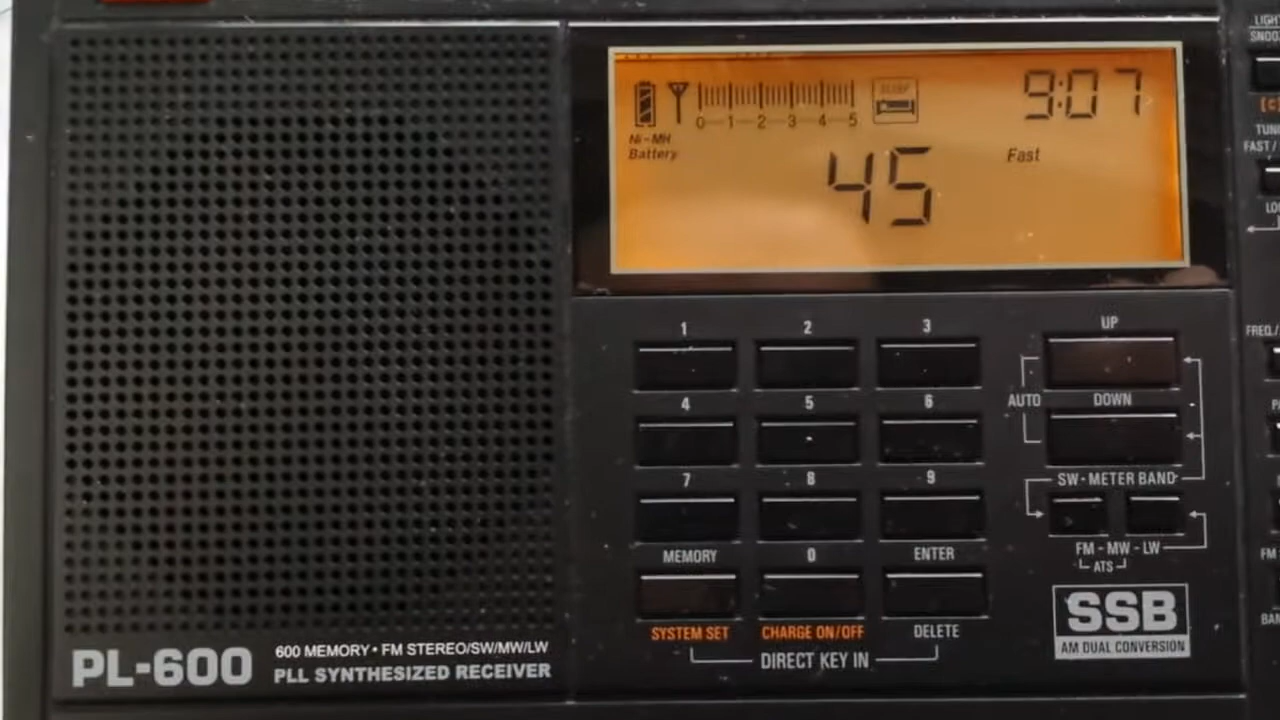 SLEEP
9:07
0 1 2 3 4 5
Ni-MH
Battery
45
Fast
1 2 3
4 5 6
7 8 9
MEMORY 0 ENTER
SYSTEM SET CHARGE ON/OFF DELETE
DIRECT KEY IN
UP
AUTO
DOWN
SW-METER BAND
FM-MW-LW
ATS
SSB
AM DUAL CONVERSION
PL-600
600 MEMORY• FM STEREO/SW/MW/LW
PLL SYNTHESIZED RECEIVER